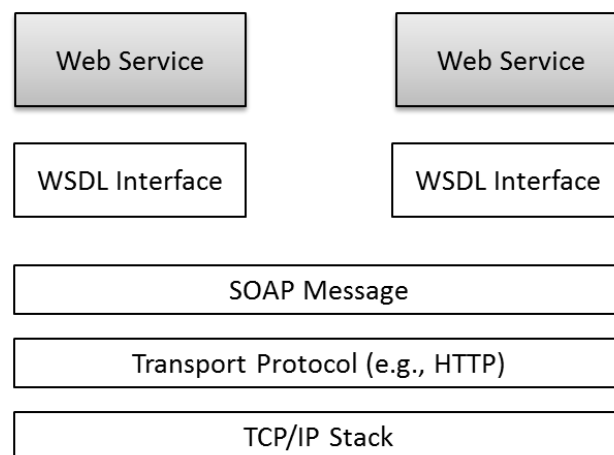 Web Service
Web Service
WSDL Interface
WSDL Interface
SOAP Message
Transport Protocol (e.g., HTTP)
TCP/IP Stack